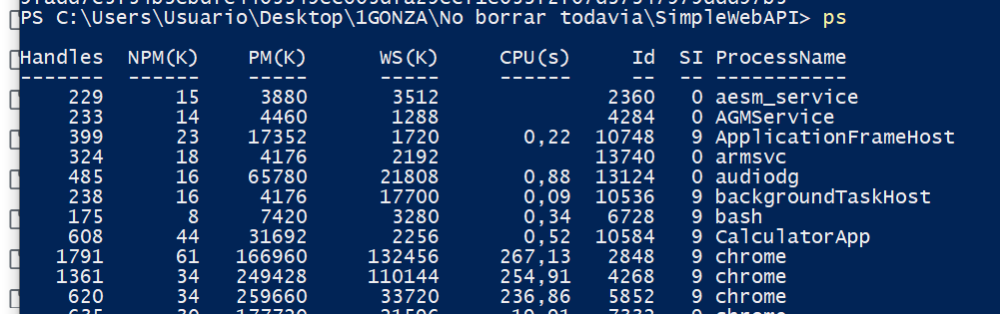 PS C:\Users\Usuario\Desktop\1GONZA\No borrar todavia\SimpleWebAPI> ps
Handles NPM(K) PM(K) WS(K) CPU(s) Id SI ProcessName
------- ------ ----- ----- ------ -- -- -----------
229 15 3880 3512 2360 0 aesm_service
233 14 4460 1288 4284 0 AGMService
399 23 17352 1720 0,22 10748 9 ApplicationFrameHost
324 18 4176 2192 13740 0 armsvc
485 16 65780 21808 0,88 13124 0 audiodg
238 16 4176 17700 0,09 10536 9 backgroundTaskHost
175 8 7420 3280 0,34 6728 9 bash
608 44 31692 2256 0,52 10584 9 CalculatorApp
1791 61 166960 132456 267,13 2848 9 chrome
1361 34 249428 110144 254,91 4268 9 chrome
620 34 259660 33720 236,86 5852 9 chrome